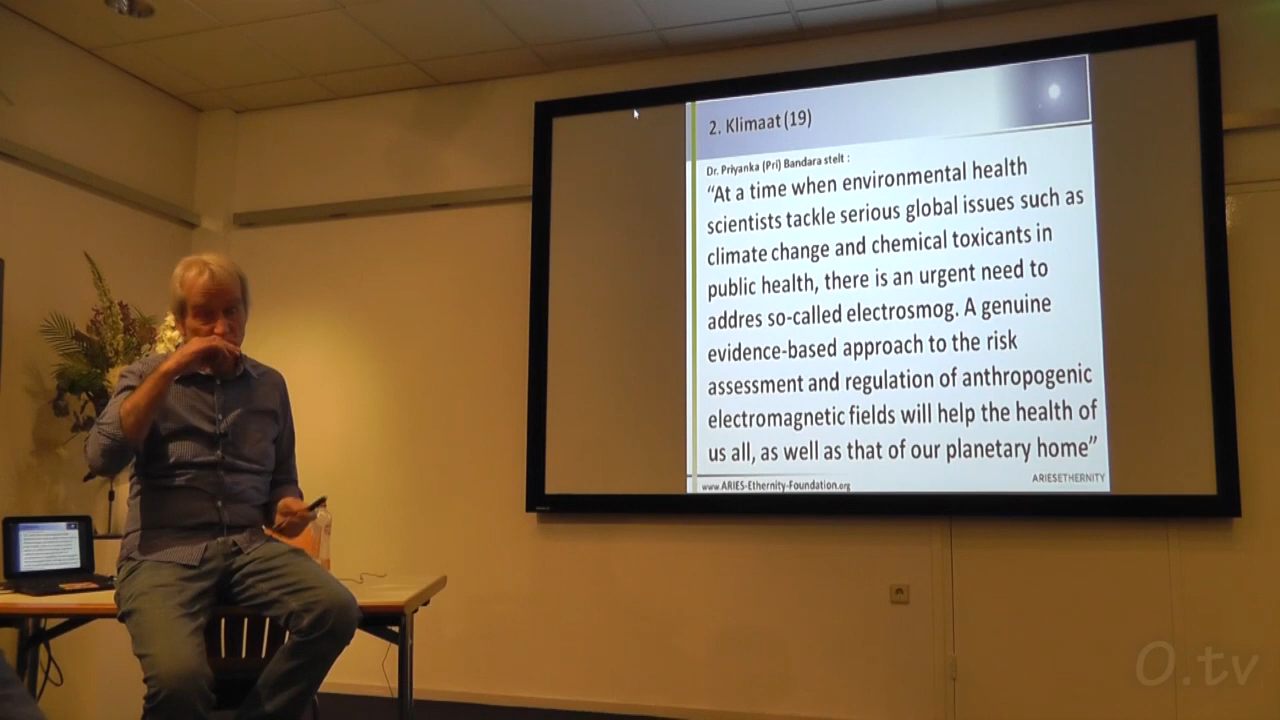 2. Klimaat (19)
Dr. Priyanka (Pri) Bandara stelt :
“At a time when environmental health
scientists tackle serious global issues such as
climate change and chemical toxicants in
public health, there is an urgent need to
addres so-called electrosmog. A genuine
evidence-based approach to the risk
assessment and regulation of anthropogenic
electromagnetic fields will help the health of
us all, as well as that of our planetary home”
www.ARIES-Ethernity-Foundation.org
ARIESETHERNITY
O.tv